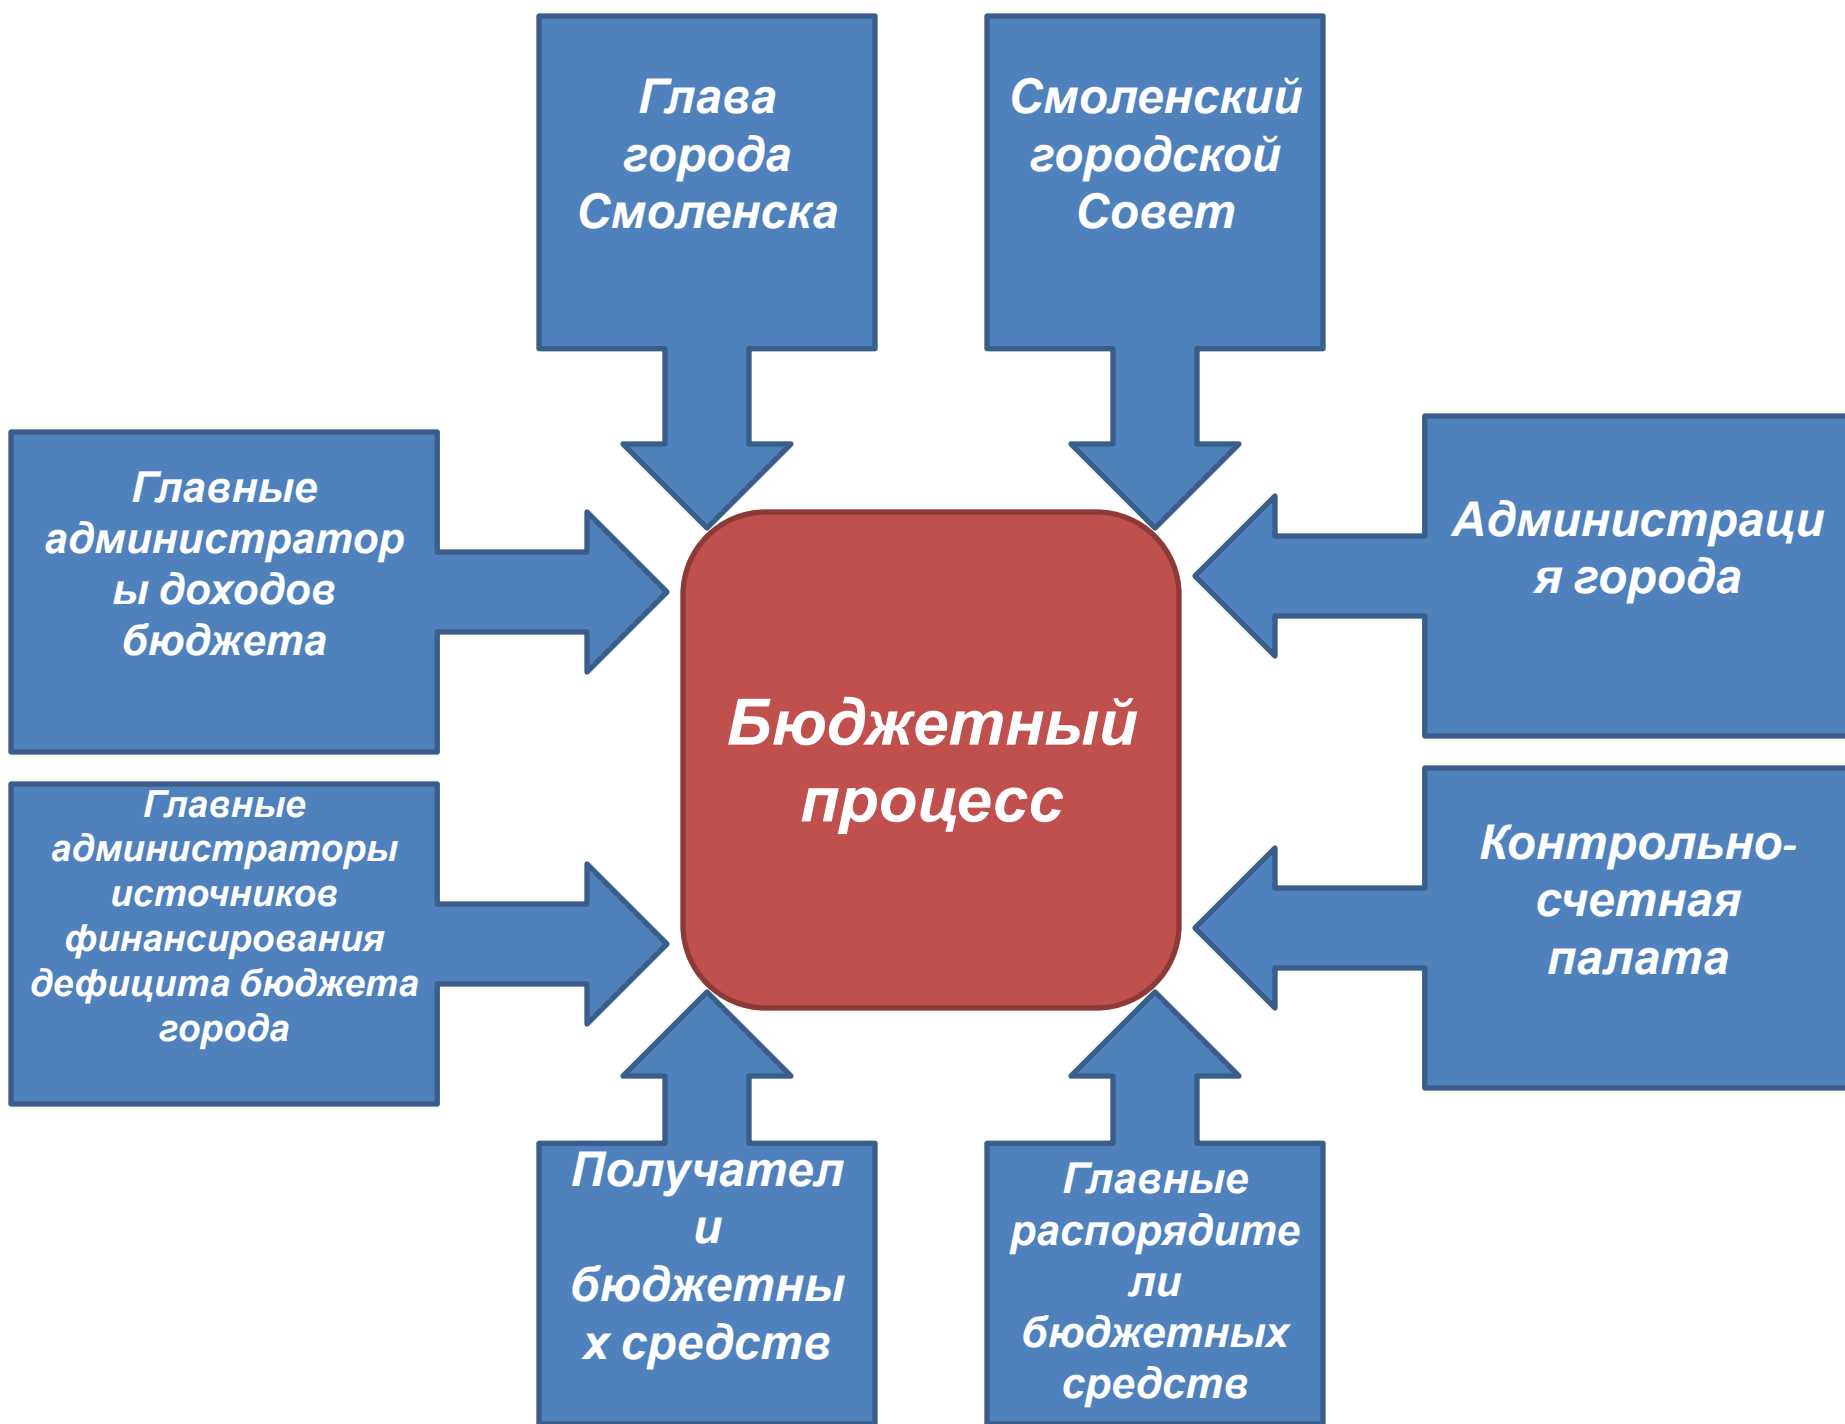 Глава
города
Смоленска
Смоленский
городской
Совет
Главные
администратор
ы доходов
бюджета
Администраци
я города
Бюджетный
процесс
Главные
администраторы
источников
финансирования
дефицита бюджета
города
Контрольно-
счетная
палата
Получател
и
бюджетны
х средств
Главные
распорядите
ли
бюджетных
средств